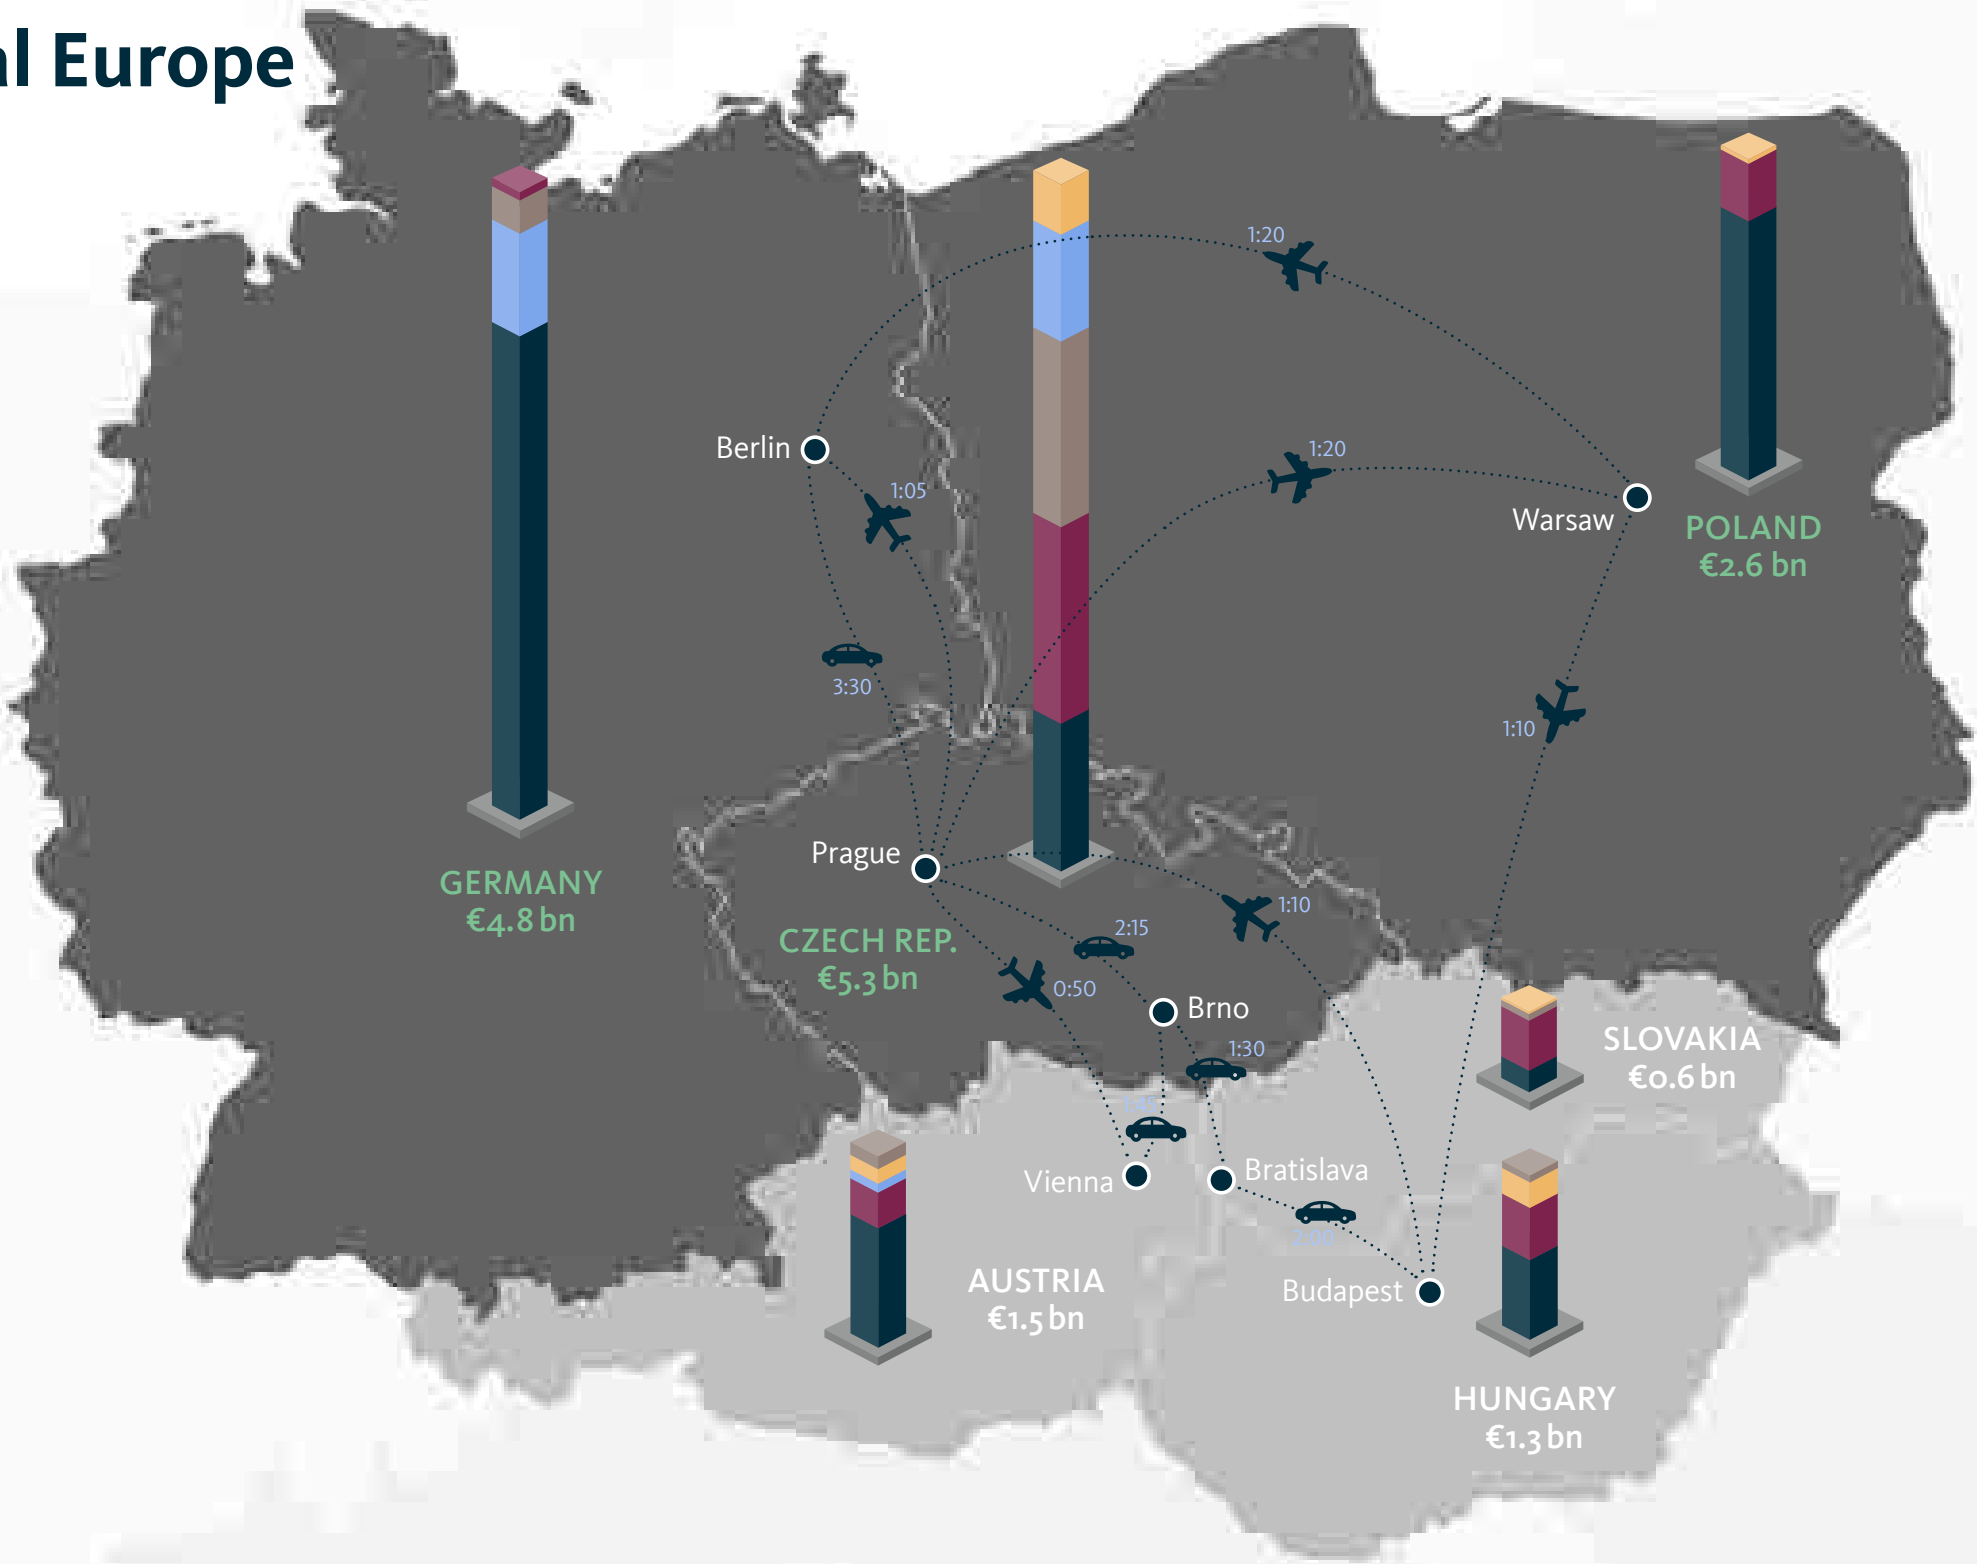 al Europe
1:20
Berlin
1:20
1:05
Warsaw
POLAND
€2.6 bn
3:30
1:10
Prague
GERMANY
€4.8 bn
1:10
2:15
CZECH REP.
€5.3 bn
0:50
Brno
SLOVAKIA
€0.6 bn
1:30
Vienna
Bratislava
2:00
AUSTRIA
€1.5 bn
Budapest
HUNGARY
€1.3 bn